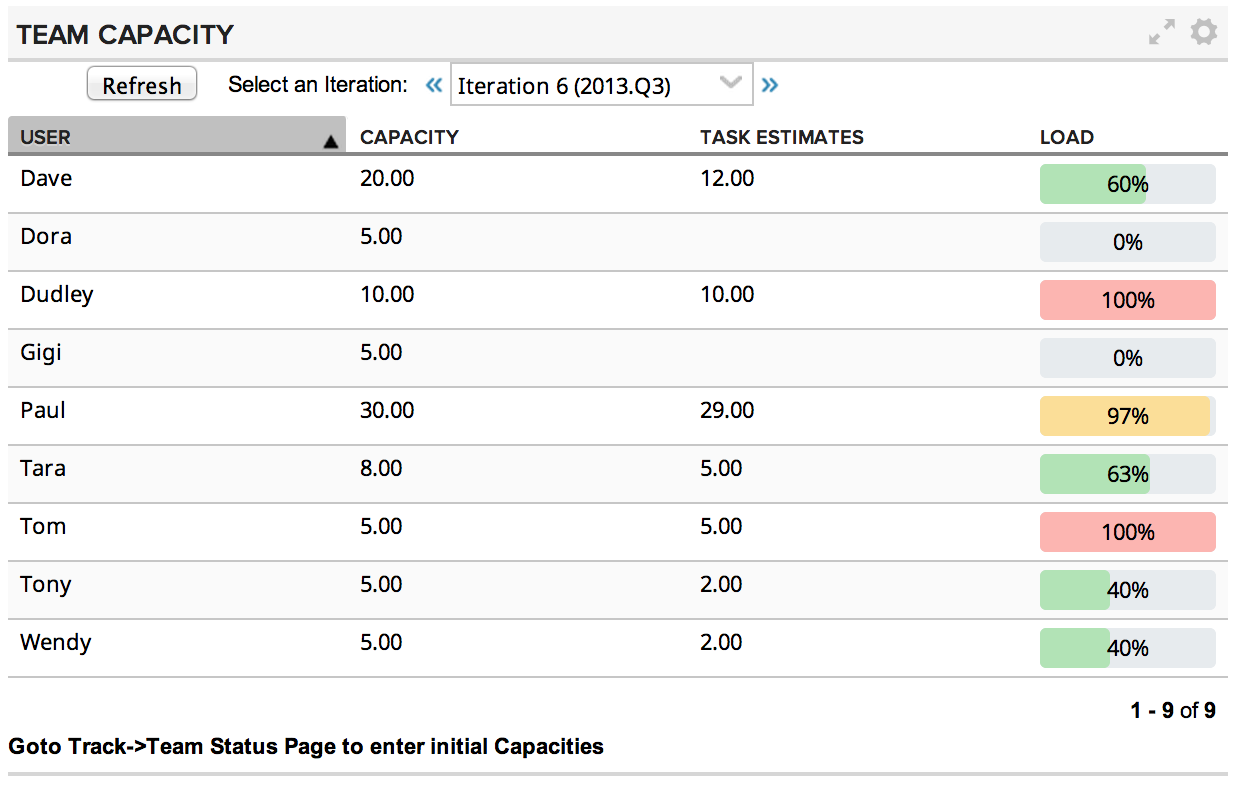 TEAM CAPACITY
Refresh Select an Iteration: « Iteration 6 (2013.Q3) »
USER ▲ CAPACITY TASK ESTIMATES LOAD
Dave 20.00 12.00 60%
Dora 5.00 0%
Dudley 10.00 10.00 100%
Gigi 5.00 0%
Paul 30.00 29.00 97%
Tara 8.00 5.00 63%
Tom 5.00 5.00 100%
Tony 5.00 2.00 40%
Wendy 5.00 2.00 40%
1 - 9 of 9
Goto Track->Team Status Page to enter initial Capacities